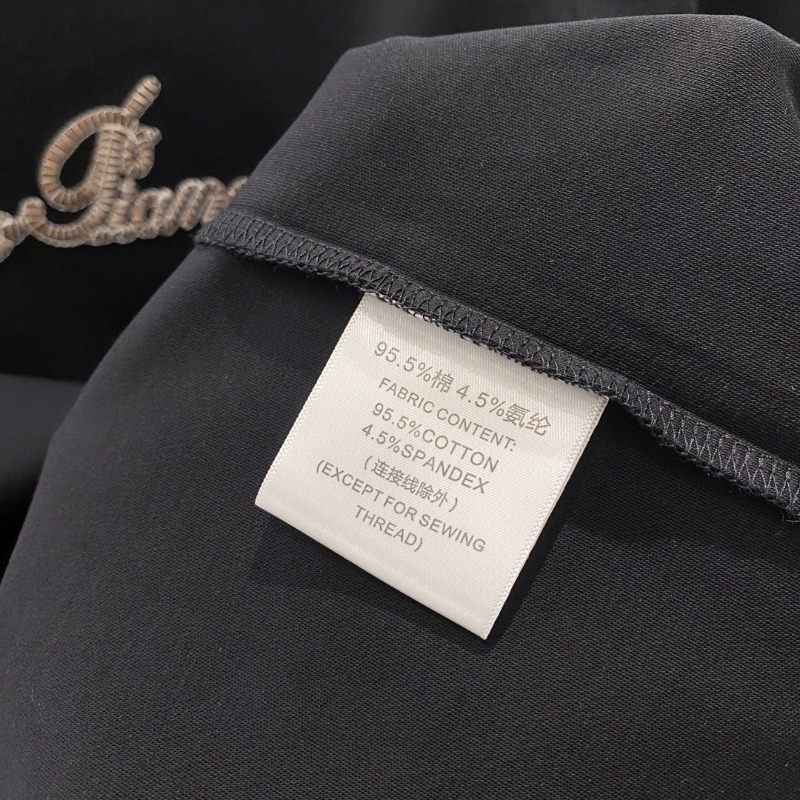 95.5%棉 4.5%氨纶
FABRIC CONTENT:
95.5%COTTON
4.5%SPANDEX
(连接线除外)
(EXCEPT FOR SEWING
THREAD)